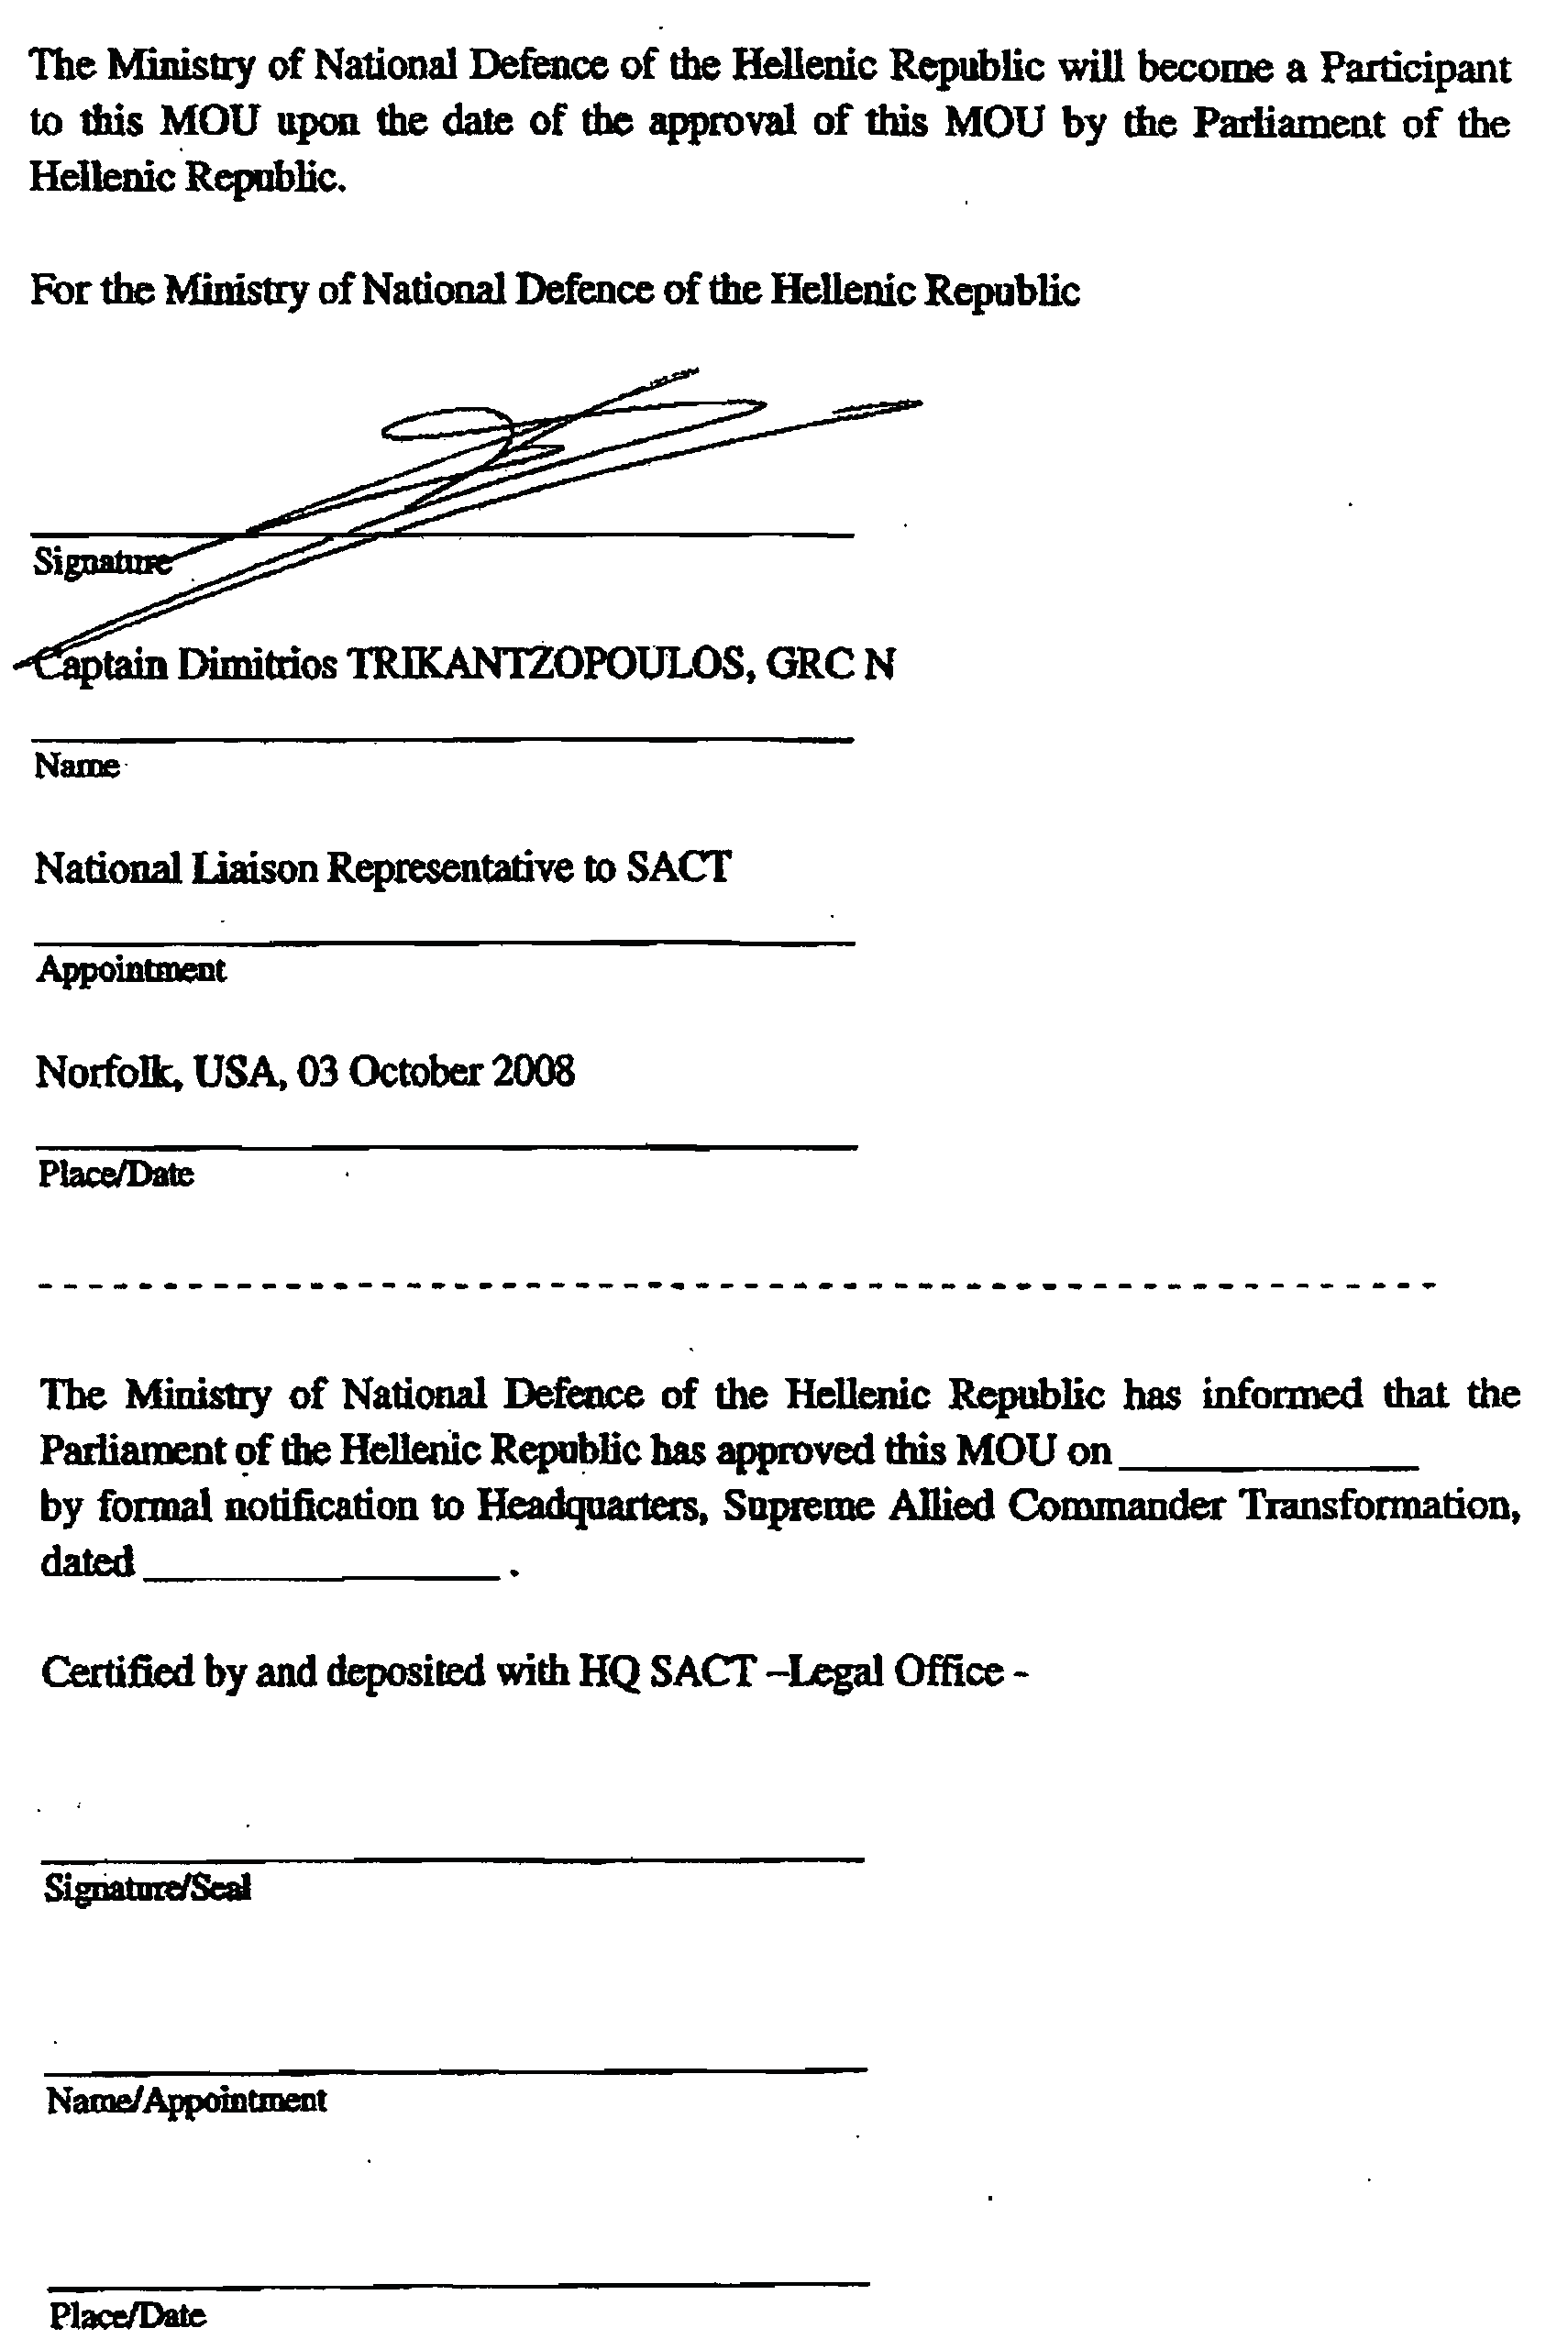 The Ministry of National Defence of the Hellenic Republic will become a Participant
to this MOU upon the date of the approval of this MOU by the Parliament of the
Hellenic Republic.
For the Ministry of National Defence of the Hellenic Republic
Signature
Captain Dimitrios TRIKANTZOPOULOS, GRC N
Name
National Liaison Representative to SACT
Appointment
Norfolk, USA, 03 October 2008
Place/Date
The Ministry of National Defence of the Hellenic Republic has informed that the
Parliament of the Hellenic Republic has approved this MOU on ____________
by formal notification to Headquarters, Supreme Allied Commander Transformation,
dated ______________ .
Certified by and deposited with HQ SACT –Legal Office -
Signature/Seal
Name/Appointment
Place/Date